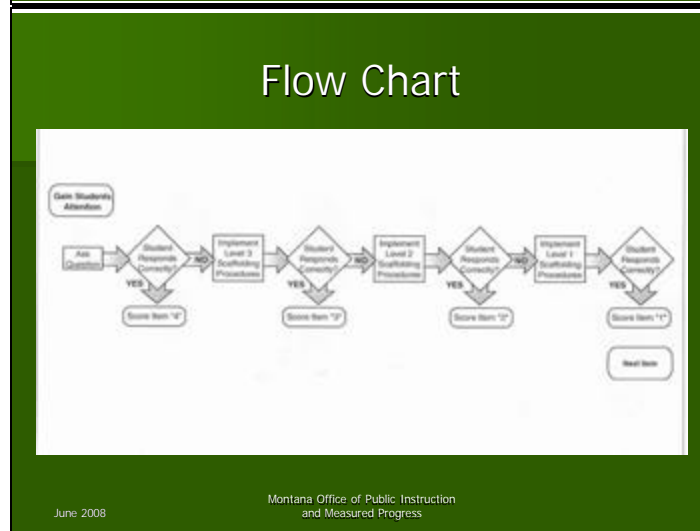 Flow Chart
Gain Students
Attention
Ask
Question
Student
Responds
Correctly?
NO
YES
Score Item "4"
Implement
Level 3
Scaffolding
Procedures
Student
Responds
Correctly?
NO
YES
Score Item "3"
Implement
Level 2
Scaffolding
Procedures
Student
Responds
Correctly?
NO
YES
Score Item "2"
Implement
Level 1
Scaffolding
Procedures
Student
Responds
Correctly?
YES
Score Item "1"
Next Item
June 2008
Montana Office of Public Instruction
and Measured Progress